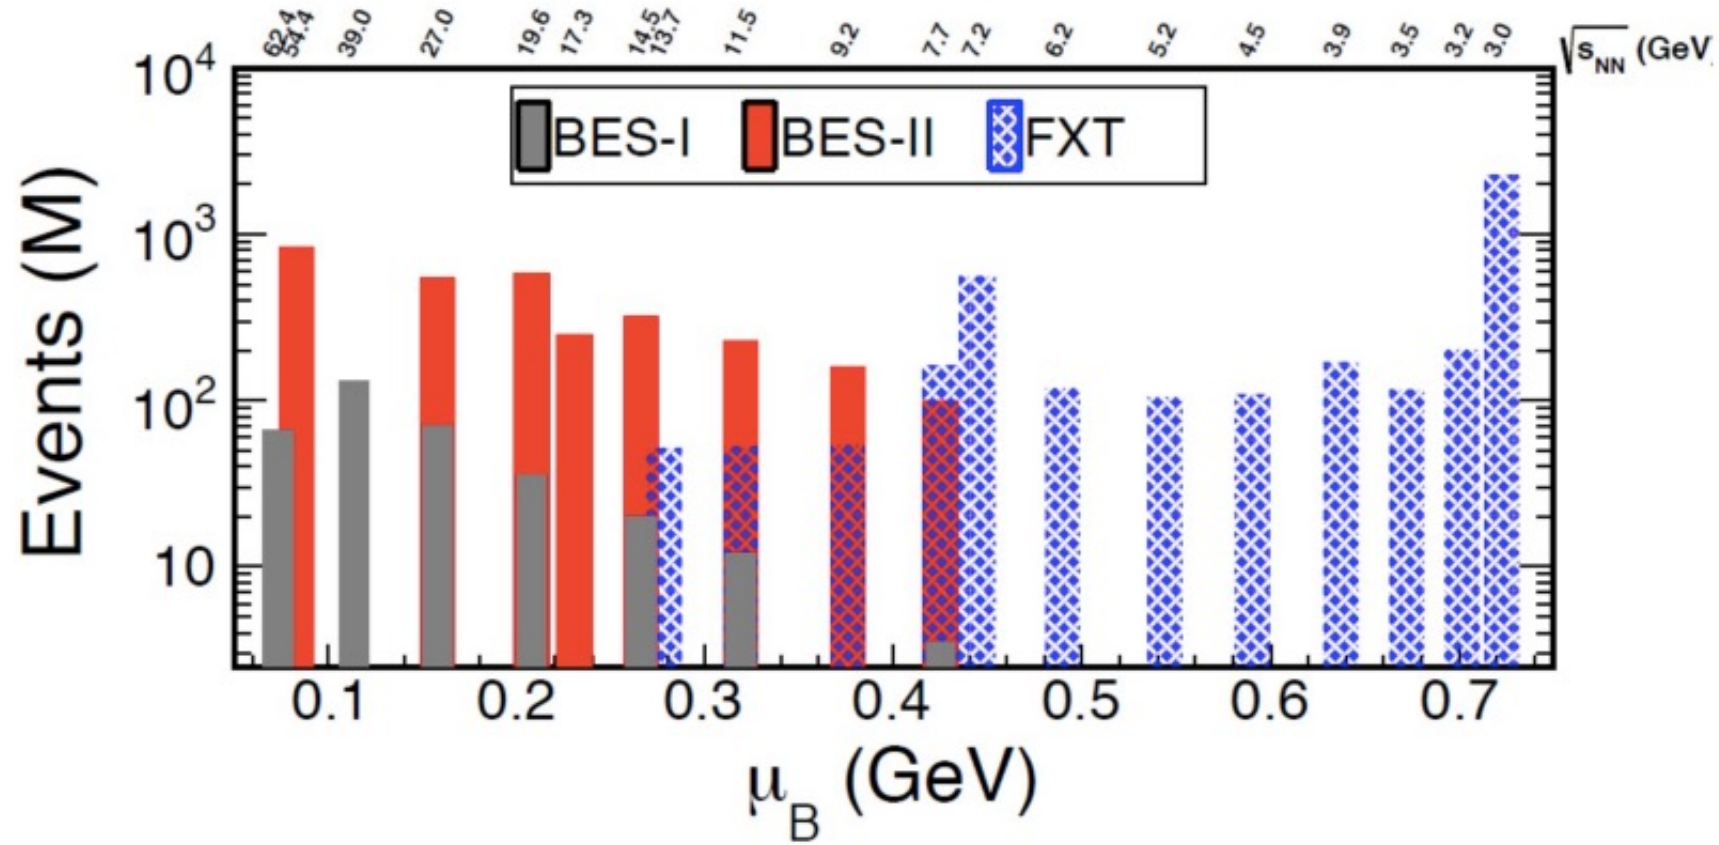 62.4 54.4 39.0 27.0 19.6 17.3 14.5 13.7 11.5 9.2 7.7 7.2 6.2 5.2 4.5 3.9 3.5 3.2 3.0 √sNN (GeV)
10⁴
BES-I BES-II FXT
10³
10²
10
Events (M)
0.1 0.2 0.3 0.4 0.5 0.6 0.7
μB (GeV)